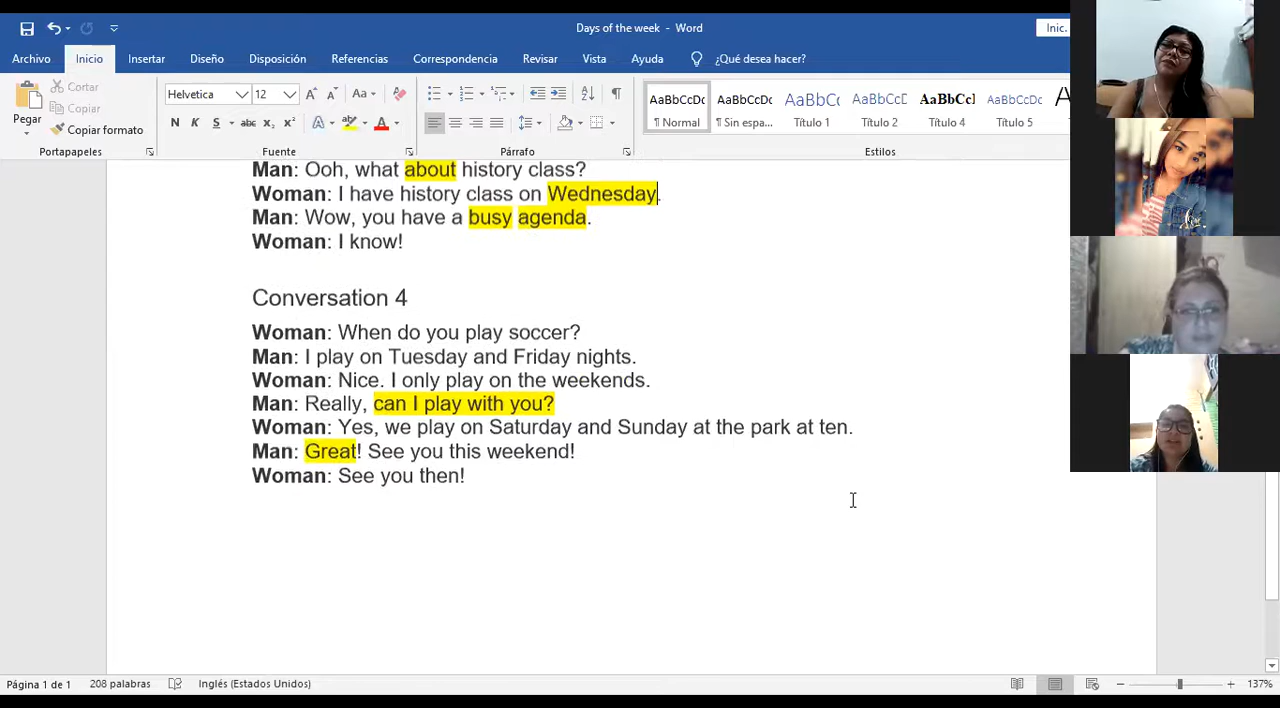 Days of the week - Word
Inic.
Archivo Inicio Insertar Diseño Disposición Referencias Correspondencia Revisar Vista Ayuda ¿Qué desea hacer?
Pegar
Cortar
Copiar
Copiar formato
Portapapeles
Helvetica 12
N K S abc x₂ x²
Fuente
Párrafo
AaBbCcDc ¶ Normal
AaBbCcDc ¶ Sin espa...
AaBbC Título 1
AaBbCcD Título 2
AaBbCc Título 4
AaBbCcD Título 5
Estilos
Man: Ooh, what about history class?
Woman: I have history class on Wednesday.
Man: Wow, you have a busy agenda.
Woman: I know!
Conversation 4
Woman: When do you play soccer?
Man: I play on Tuesday and Friday nights.
Woman: Nice. I only play on the weekends.
Man: Really, can I play with you?
Woman: Yes, we play on Saturday and Sunday at the park at ten.
Man: Great! See you this weekend!
Woman: See you then!
Página 1 de 1 208 palabras Inglés (Estados Unidos) 137%